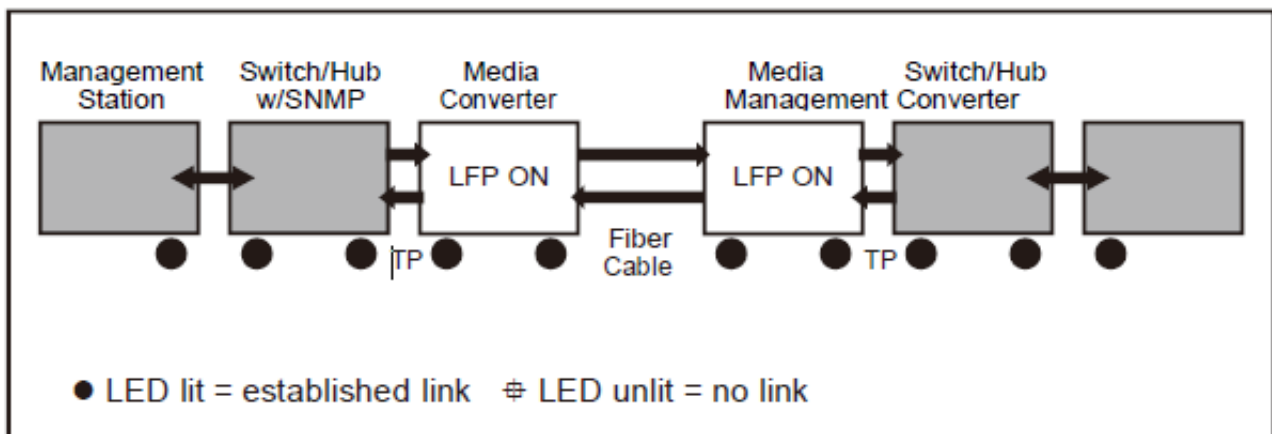 Management Switch/Hub Media Media Switch/Hub
Station w/SNMP Converter Management Converter
LFP ON LFP ON
TP Fiber TP
Cable
● LED lit = established link ⌗ LED unlit = no link